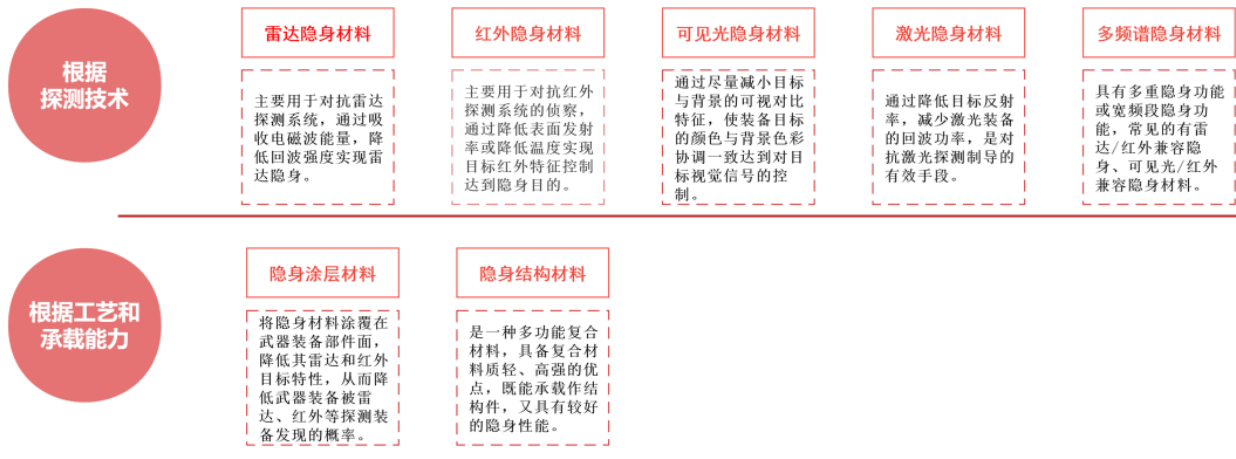 根据
探测技术
雷达隐身材料
主要用于对抗雷达
探测系统，通过吸
收电磁波能量，降
低回波强度实现雷
达隐身。
红外隐身材料
主要用于对抗红外
探测系统的侦察，
通过降低表面发射
率或降低温度实现
目标红外特征控制
达到隐身目的。
可见光隐身材料
通过尽量减小目标
与背景的可视对比
特征，使装备目标
的颜色与背景色彩
协调一致达到对目
标视觉信号的控
制。
激光隐身材料
通过降低目标反射
率，减少激光装备
的回波功率，是对
抗激光探测制导的
有效手段。
多频谱隐身材料
具有多重隐身功能
或宽频段隐身功
能，常见的有雷
达/红外兼容隐
身、可见光/红外
兼容隐身材料。
根据工艺和
承载能力
隐身涂层材料
将隐身材料涂覆在
武器装备部件面，
降低其雷达和红外
目标特性，从而降
低武器装备被雷
达、红外等探测装
备发现的概率。
隐身结构材料
是一种多功能复合
材料，具备复合材
料质轻、高强的优
点，既能承载作结
构件，又具有较好
的隐身性能。